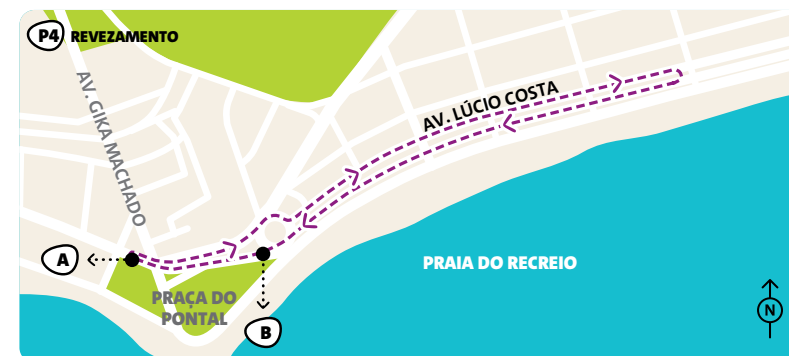 P4 REVEZAMENTO
AV. GIKA MACHADO
AV. LÚCIO COSTA
A
PRAIA DO RECREIO
PRAÇA DO
PONTAL
B
N